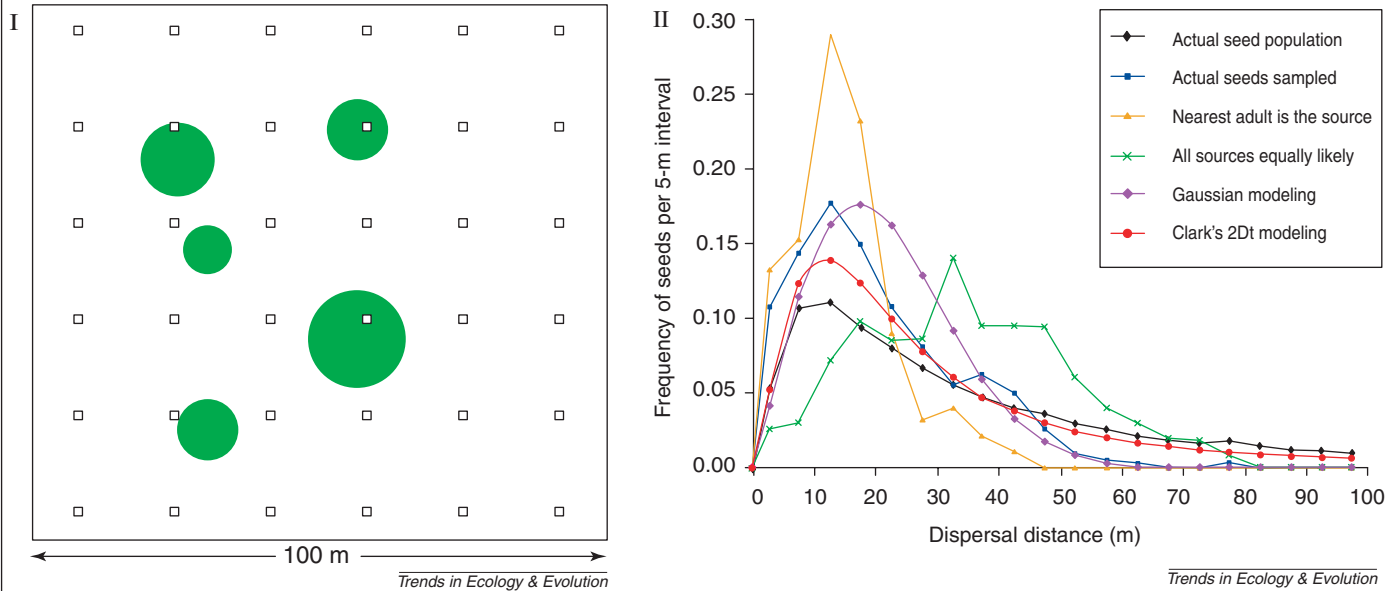 I
100 m
Trends in Ecology & Evolution
II
Frequency of seeds per 5-m interval
0.30
0.25
0.20
0.15
0.10
0.05
0.00
0 10 20 30 40 50 60 70 80 90 100
Dispersal distance (m)
Actual seed population
Actual seeds sampled
Nearest adult is the source
All sources equally likely
Gaussian modeling
Clark's 2Dt modeling
Trends in Ecology & Evolution